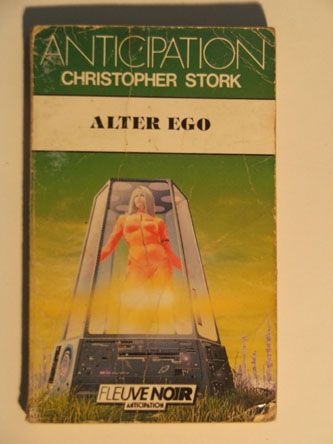 ANTICIPATION
CHRISTOPHER STORK
ALTER EGO
FLEUVE NOIR
ANTICIPATION